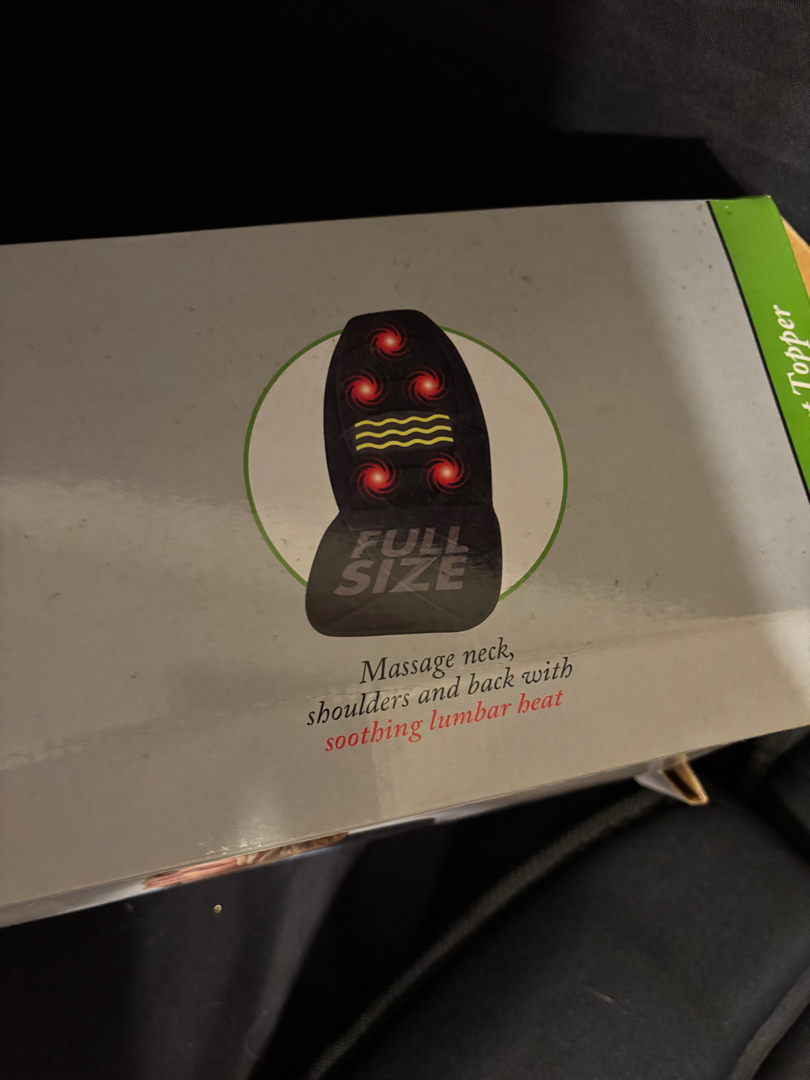 FULL
SIZE
Massage neck,
shoulders and back with
soothing lumbar heat
Topper